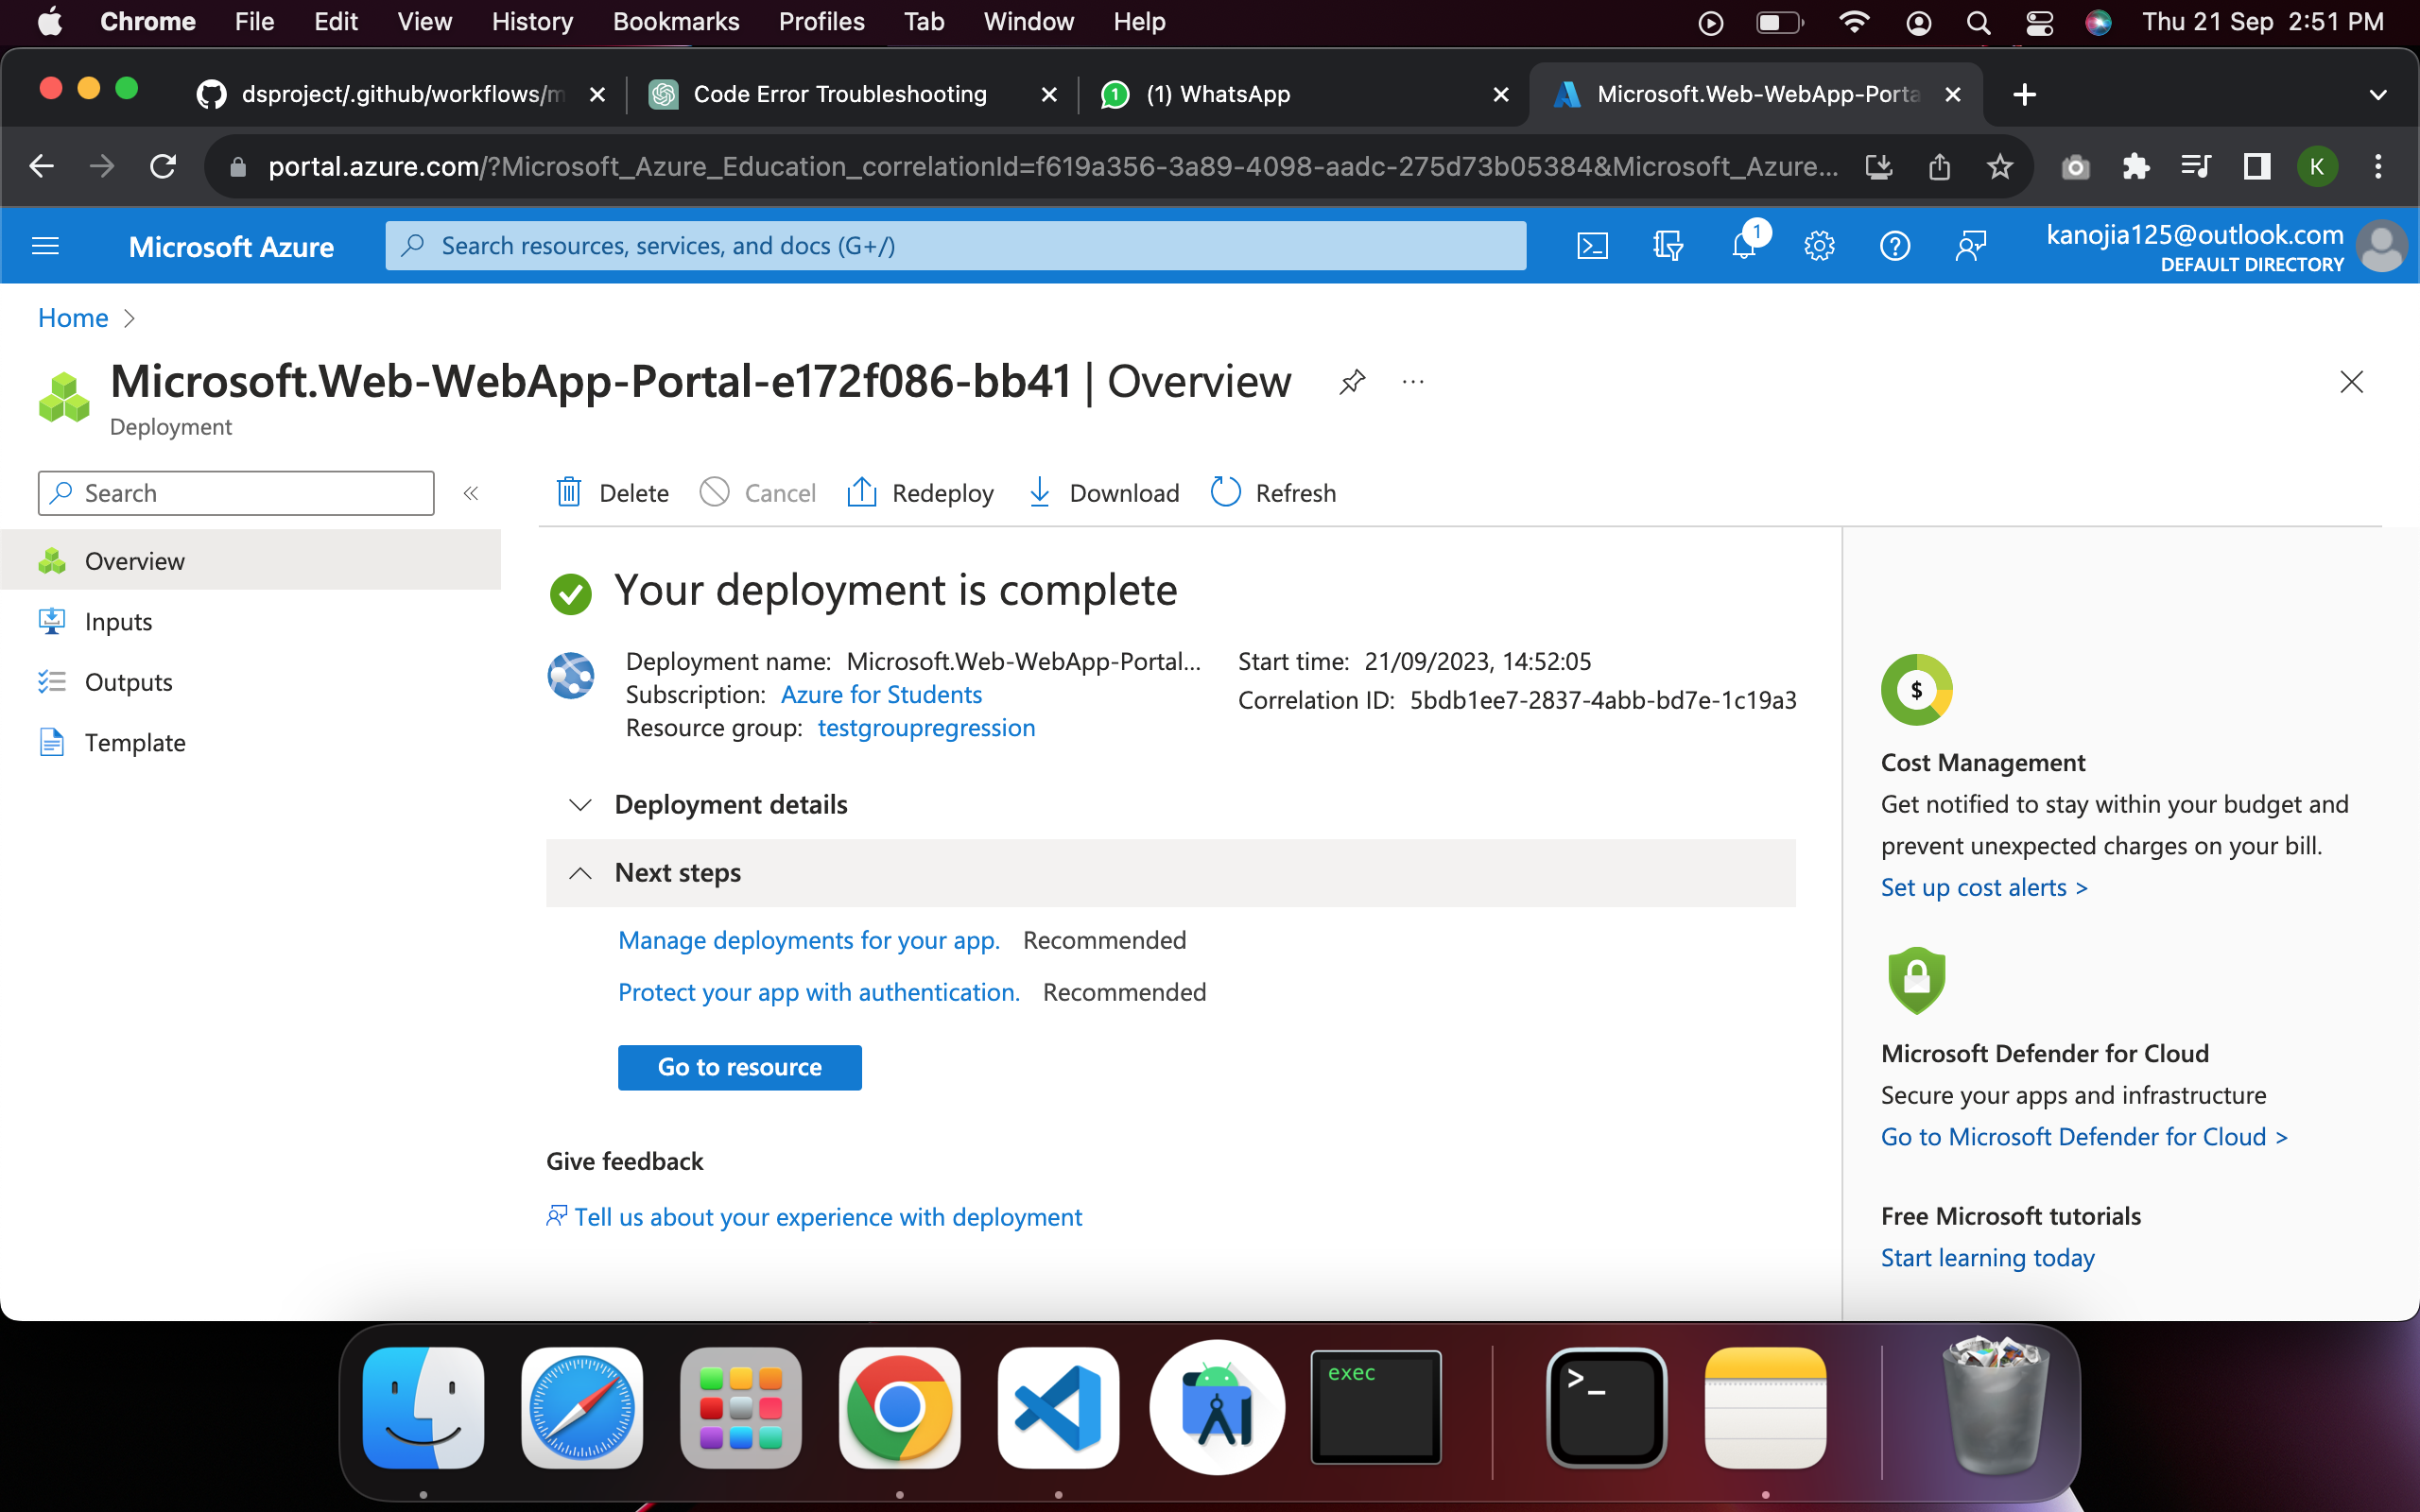 Chrome File Edit View History Bookmarks Profiles Tab Window Help Thu 21 Sep 2:51 PM
dsproject/.github/workflows/m Code Error Troubleshooting 1 (1) WhatsApp Microsoft.Web-WebApp-Porta
portal.azure.com/?Microsoft_Azure_Education_correlationId=f619a356-3a89-4098-aadc-275d73b05384&Microsoft_Azure... K
Microsoft Azure Search resources, services, and docs (G+/) 1 kanojia125@outlook.com
DEFAULT DIRECTORY
Home
Microsoft.Web-WebApp-Portal-e172f086-bb41 | Overview
Deployment
Search
Delete Cancel Redeploy Download Refresh
Overview
Inputs
Outputs
Template
Your deployment is complete
Deployment name: Microsoft.Web-WebApp-Portal... Start time: 21/09/2023, 14:52:05
Subscription: Azure for Students Correlation ID: 5bdb1ee7-2837-4abb-bd7e-1c19a3
Resource group: testgroupregression
Deployment details
Next steps
Manage deployments for your app. Recommended
Protect your app with authentication. Recommended
Go to resource
Give feedback
Tell us about your experience with deployment
$
Cost Management
Get notified to stay within your budget and
prevent unexpected charges on your bill.
Set up cost alerts >
Microsoft Defender for Cloud
Secure your apps and infrastructure
Go to Microsoft Defender for Cloud >
Free Microsoft tutorials
Start learning today
exec
>_